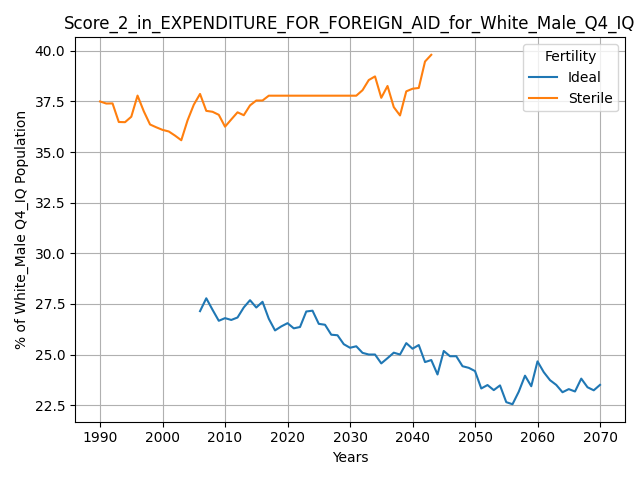 Score_2_in_EXPENDITURE_FOR_FOREIGN_AID_for_White_Male_Q4_IQ
% of White_Male Q4_IQ Population
40.0
37.5
35.0
32.5
30.0
27.5
25.0
22.5
Fertility
Ideal
Sterile
1990 2000 2010 2020 2030 2040 2050 2060 2070
Years